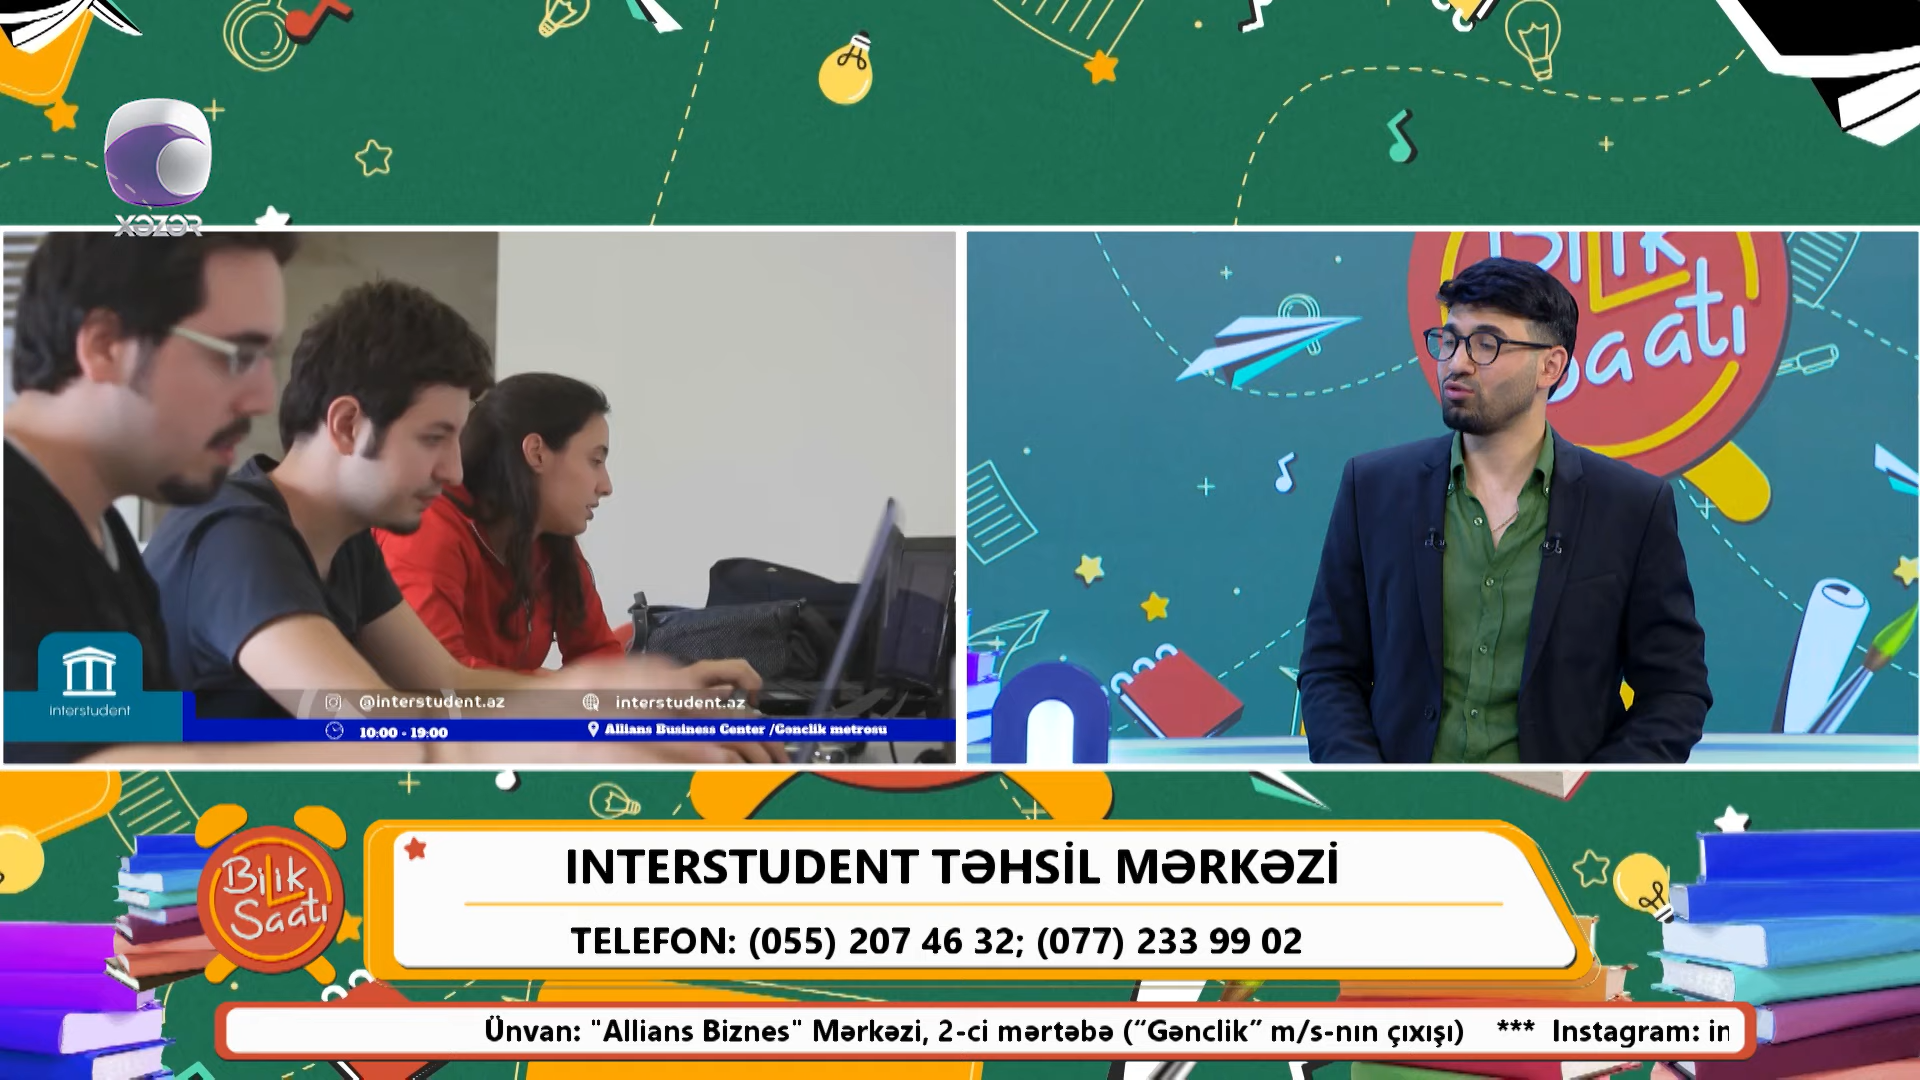 XəZəR
Bilik
Saatı
interstudent
@interstudent.az
interstudent.az
10:00 - 19:00
Allians Business Center /Gənclik metrosu
Bilik
Saatı
INTERSTUDENT TƏHSİL MƏRKƏZİ
TELEFON: (055) 207 46 32; (077) 233 99 02
Ünvan: "Allians Biznes" Mərkəzi, 2-ci mərtəbə (“Gənclik” m/s-nın çıxışı) *** Instagram: in